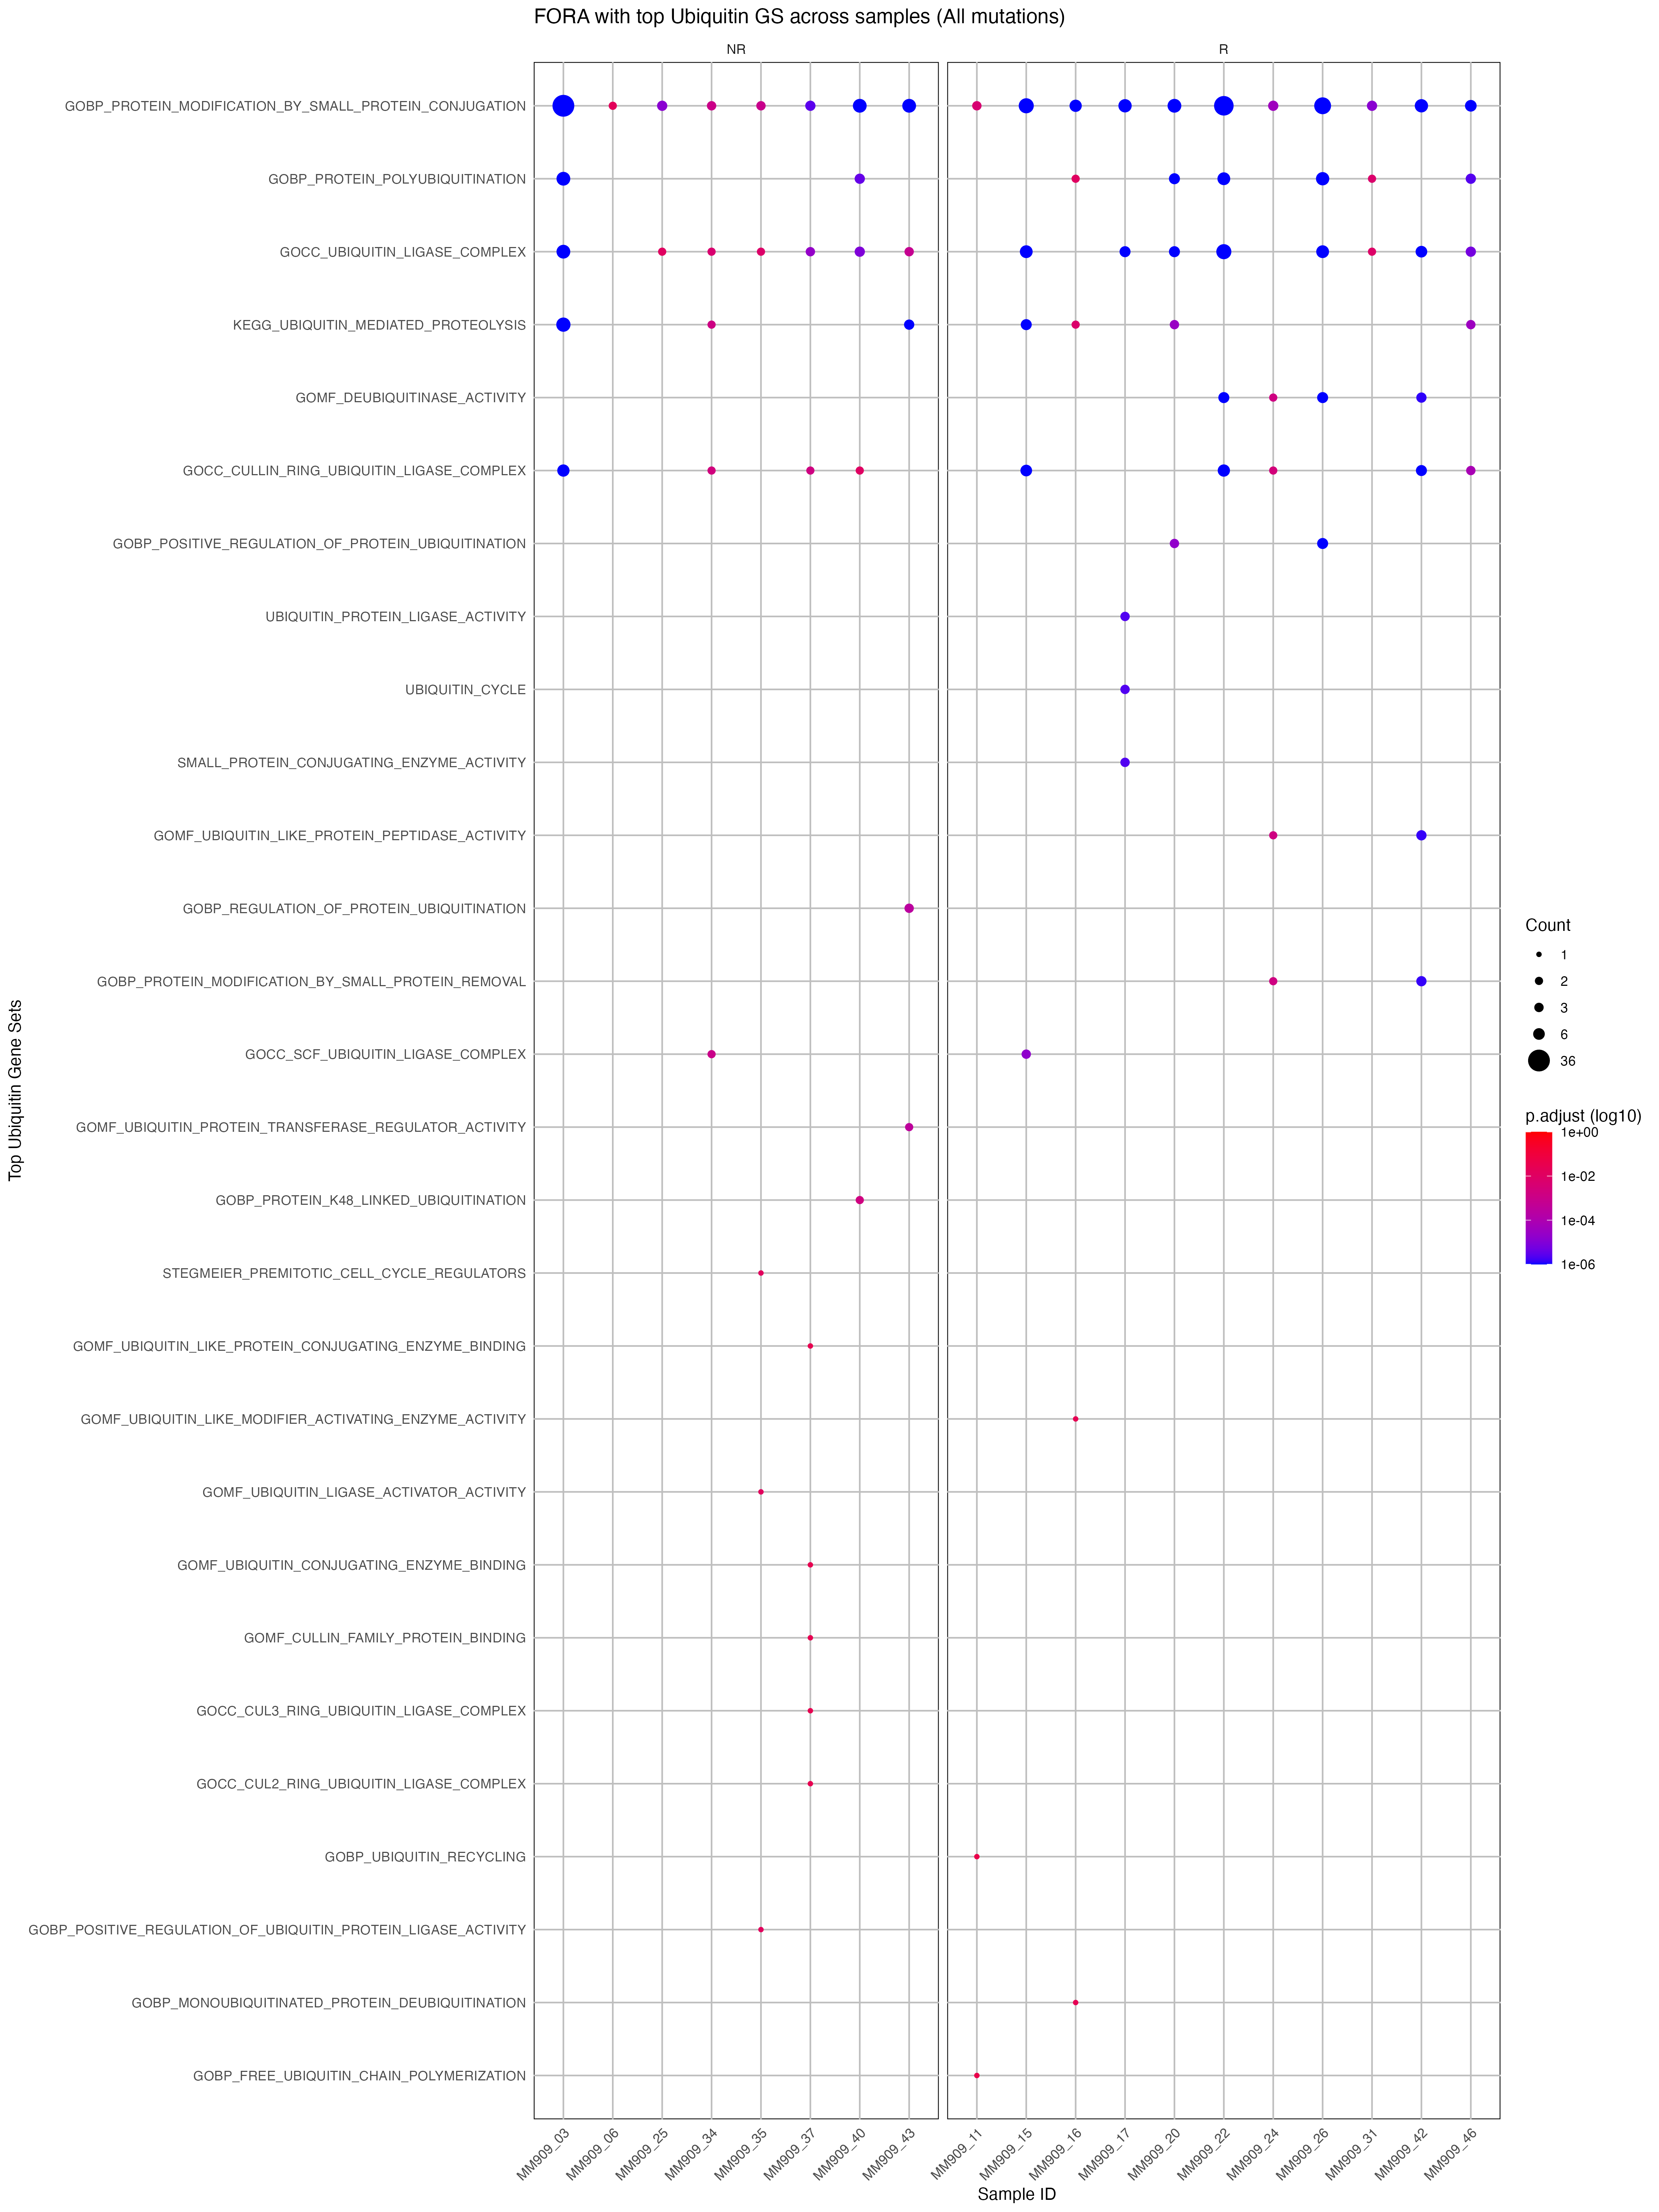 FORA with top Ubiquitin GS across samples (All mutations)
NR
R
GOBP_PROTEIN_MODIFICATION_BY_SMALL_PROTEIN_CONJUGATION
GOBP_PROTEIN_POLYUBIQUITINATION
GOCC_UBIQUITIN_LIGASE_COMPLEX
KEGG_UBIQUITIN_MEDIATED_PROTEOLYSIS
GOMF_DEUBIQUITINASE_ACTIVITY
GOCC_CULLIN_RING_UBIQUITIN_LIGASE_COMPLEX
GOBP_POSITIVE_REGULATION_OF_PROTEIN_UBIQUITINATION
UBIQUITIN_PROTEIN_LIGASE_ACTIVITY
UBIQUITIN_CYCLE
SMALL_PROTEIN_CONJUGATING_ENZYME_ACTIVITY
GOMF_UBIQUITIN_LIKE_PROTEIN_PEPTIDASE_ACTIVITY
GOBP_REGULATION_OF_PROTEIN_UBIQUITINATION
GOBP_PROTEIN_MODIFICATION_BY_SMALL_PROTEIN_REMOVAL
GOCC_SCF_UBIQUITIN_LIGASE_COMPLEX
GOMF_UBIQUITIN_PROTEIN_TRANSFERASE_REGULATOR_ACTIVITY
GOBP_PROTEIN_K48_LINKED_UBIQUITINATION
STEGMEIER_PREMITOTIC_CELL_CYCLE_REGULATORS
GOMF_UBIQUITIN_LIKE_PROTEIN_CONJUGATING_ENZYME_BINDING
GOMF_UBIQUITIN_LIKE_MODIFIER_ACTIVATING_ENZYME_ACTIVITY
GOMF_UBIQUITIN_LIGASE_ACTIVATOR_ACTIVITY
GOMF_UBIQUITIN_CONJUGATING_ENZYME_BINDING
GOMF_CULLIN_FAMILY_PROTEIN_BINDING
GOCC_CUL3_RING_UBIQUITIN_LIGASE_COMPLEX
GOCC_CUL2_RING_UBIQUITIN_LIGASE_COMPLEX
GOBP_UBIQUITIN_RECYCLING
GOBP_POSITIVE_REGULATION_OF_UBIQUITIN_PROTEIN_LIGASE_ACTIVITY
GOBP_MONOUBIQUITINATED_PROTEIN_DEUBIQUITINATION
GOBP_FREE_UBIQUITIN_CHAIN_POLYMERIZATION
Top Ubiquitin Gene Sets
MM909_03
MM909_06
MM909_25
MM909_34
MM909_35
MM909_37
MM909_40
MM909_43
MM909_11
MM909_15
MM909_16
MM909_17
MM909_20
MM909_22
MM909_24
MM909_26
MM909_31
MM909_42
MM909_46
Sample ID
Count
1
2
3
6
36
p.adjust (log10)
1e+00
1e-02
1e-04
1e-06